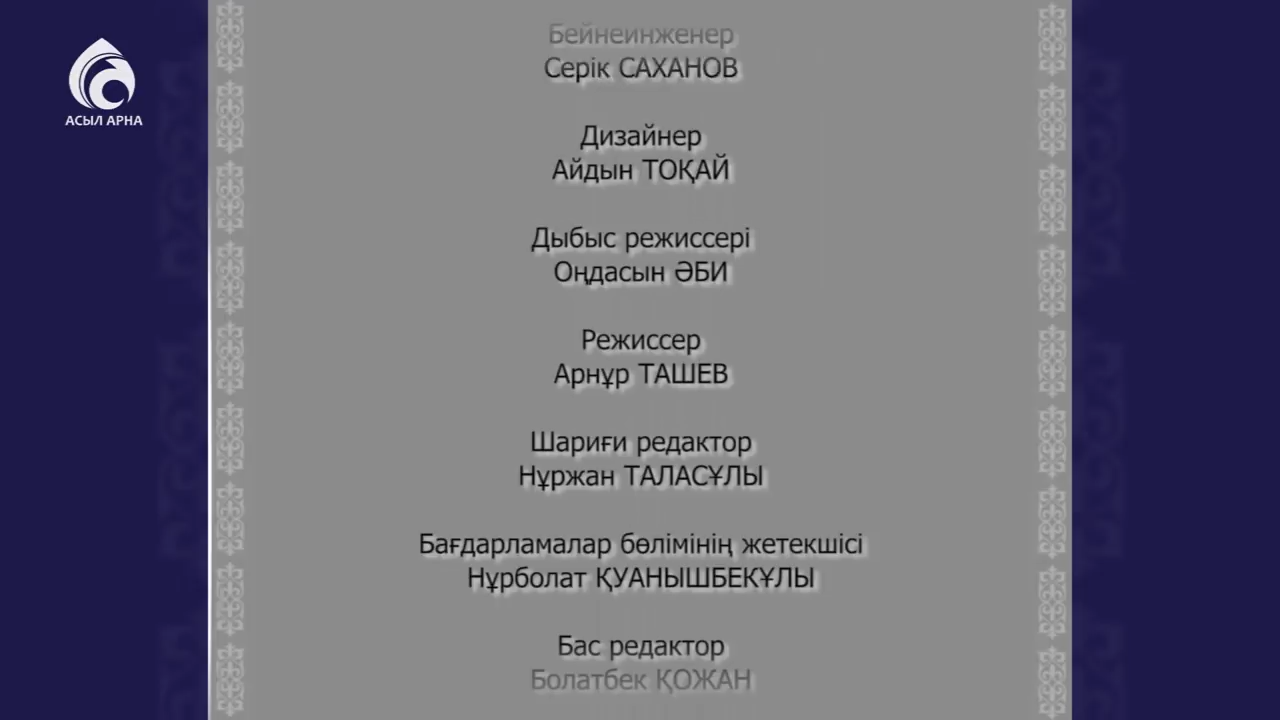 АСЫЛ АРНА
Бейнеинженер
Серік САХАНОВ
Дизайнер
Айдын ТОҚАЙ
Дыбыс режиссері
Оңдасын ӘБИ
Режиссер
Арнұр ТАШЕВ
Шариғи редактор
Нұржан ТАЛАСҰЛЫ
Бағдарламалар бөлімінің жетекшісі
Нұрболат ҚУАНЫШБЕКҰЛЫ
Бас редактор
Болатбек ҚОЖАН